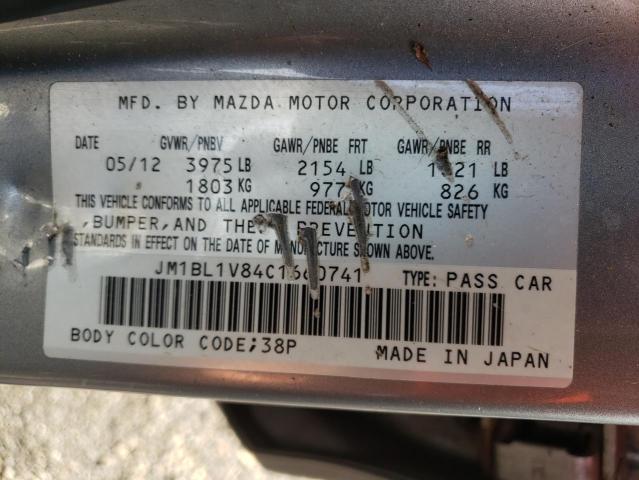 MFD. BY MAZDA MOTOR CORPORATION
DATE GVWR/PNBV GAWR/PNBE FRT GAWR/PNBE RR
05/12 3975 LB 2154 LB LB
1803 KG 977 KG 826 KG
THIS VEHICLE CONFORMS TO ALL APPLICABLE FEDERAL MOTOR VEHICLE SAFETY
,BUMPER,AND THEFT PREVENTION
STANDARDS IN EFFECT ON THE DATE OF MANUFACTURE SHOWN ABOVE.
JM1BL1V84C1660741 TYPE: PASS CAR
BODY COLOR CODE;38P MADE IN JAPAN